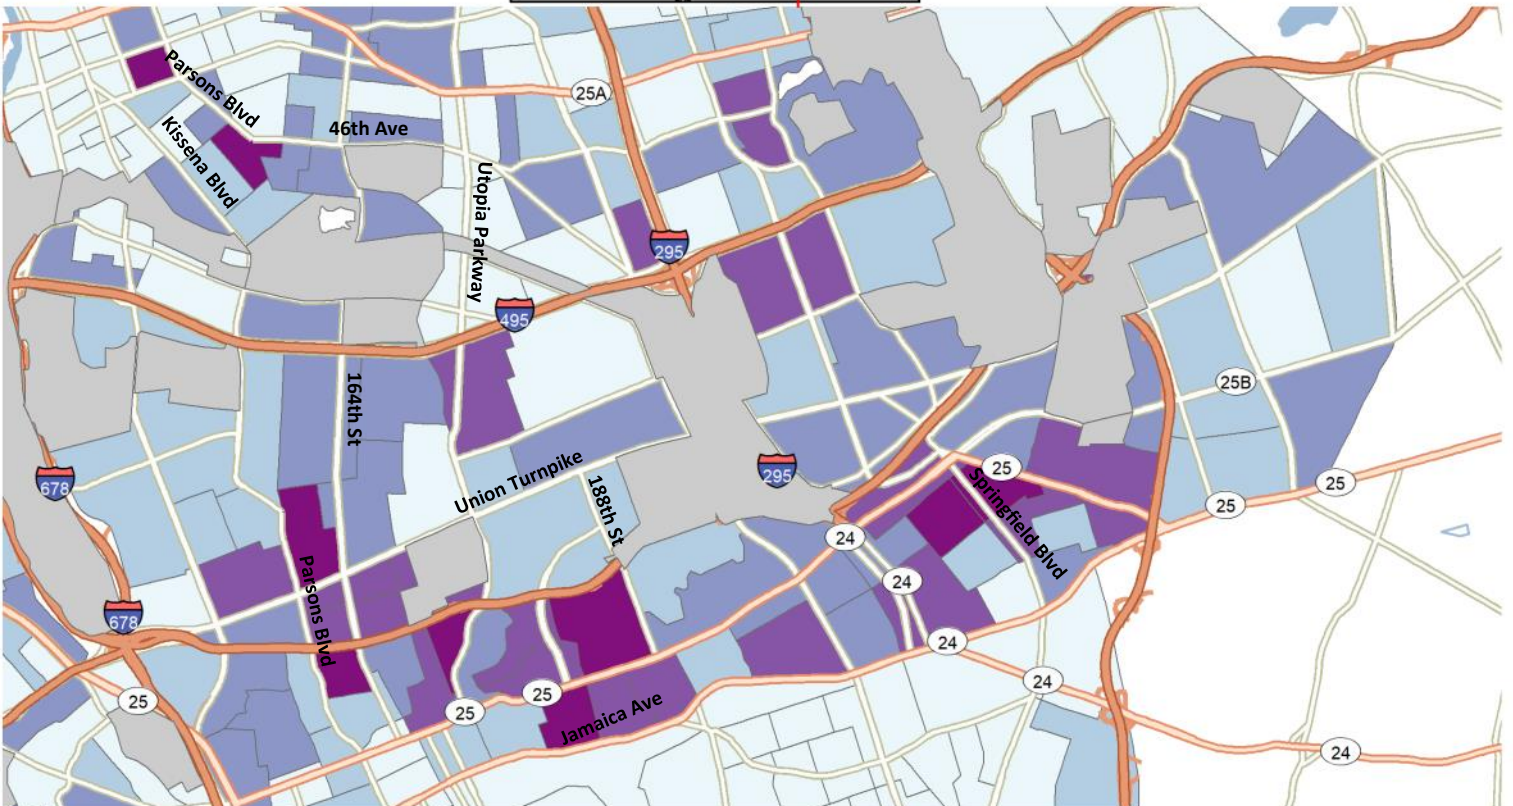 Parsons Blvd
25A
46th Ave
Kissena Blvd
Utopia Parkway
295
495
164th St
25B
678
Union Turnpike
188th St
295
25
Springfield Blvd
25
25
24
24
Parsons Blvd
678
24
24
25
25
25
Jamaica Ave
24